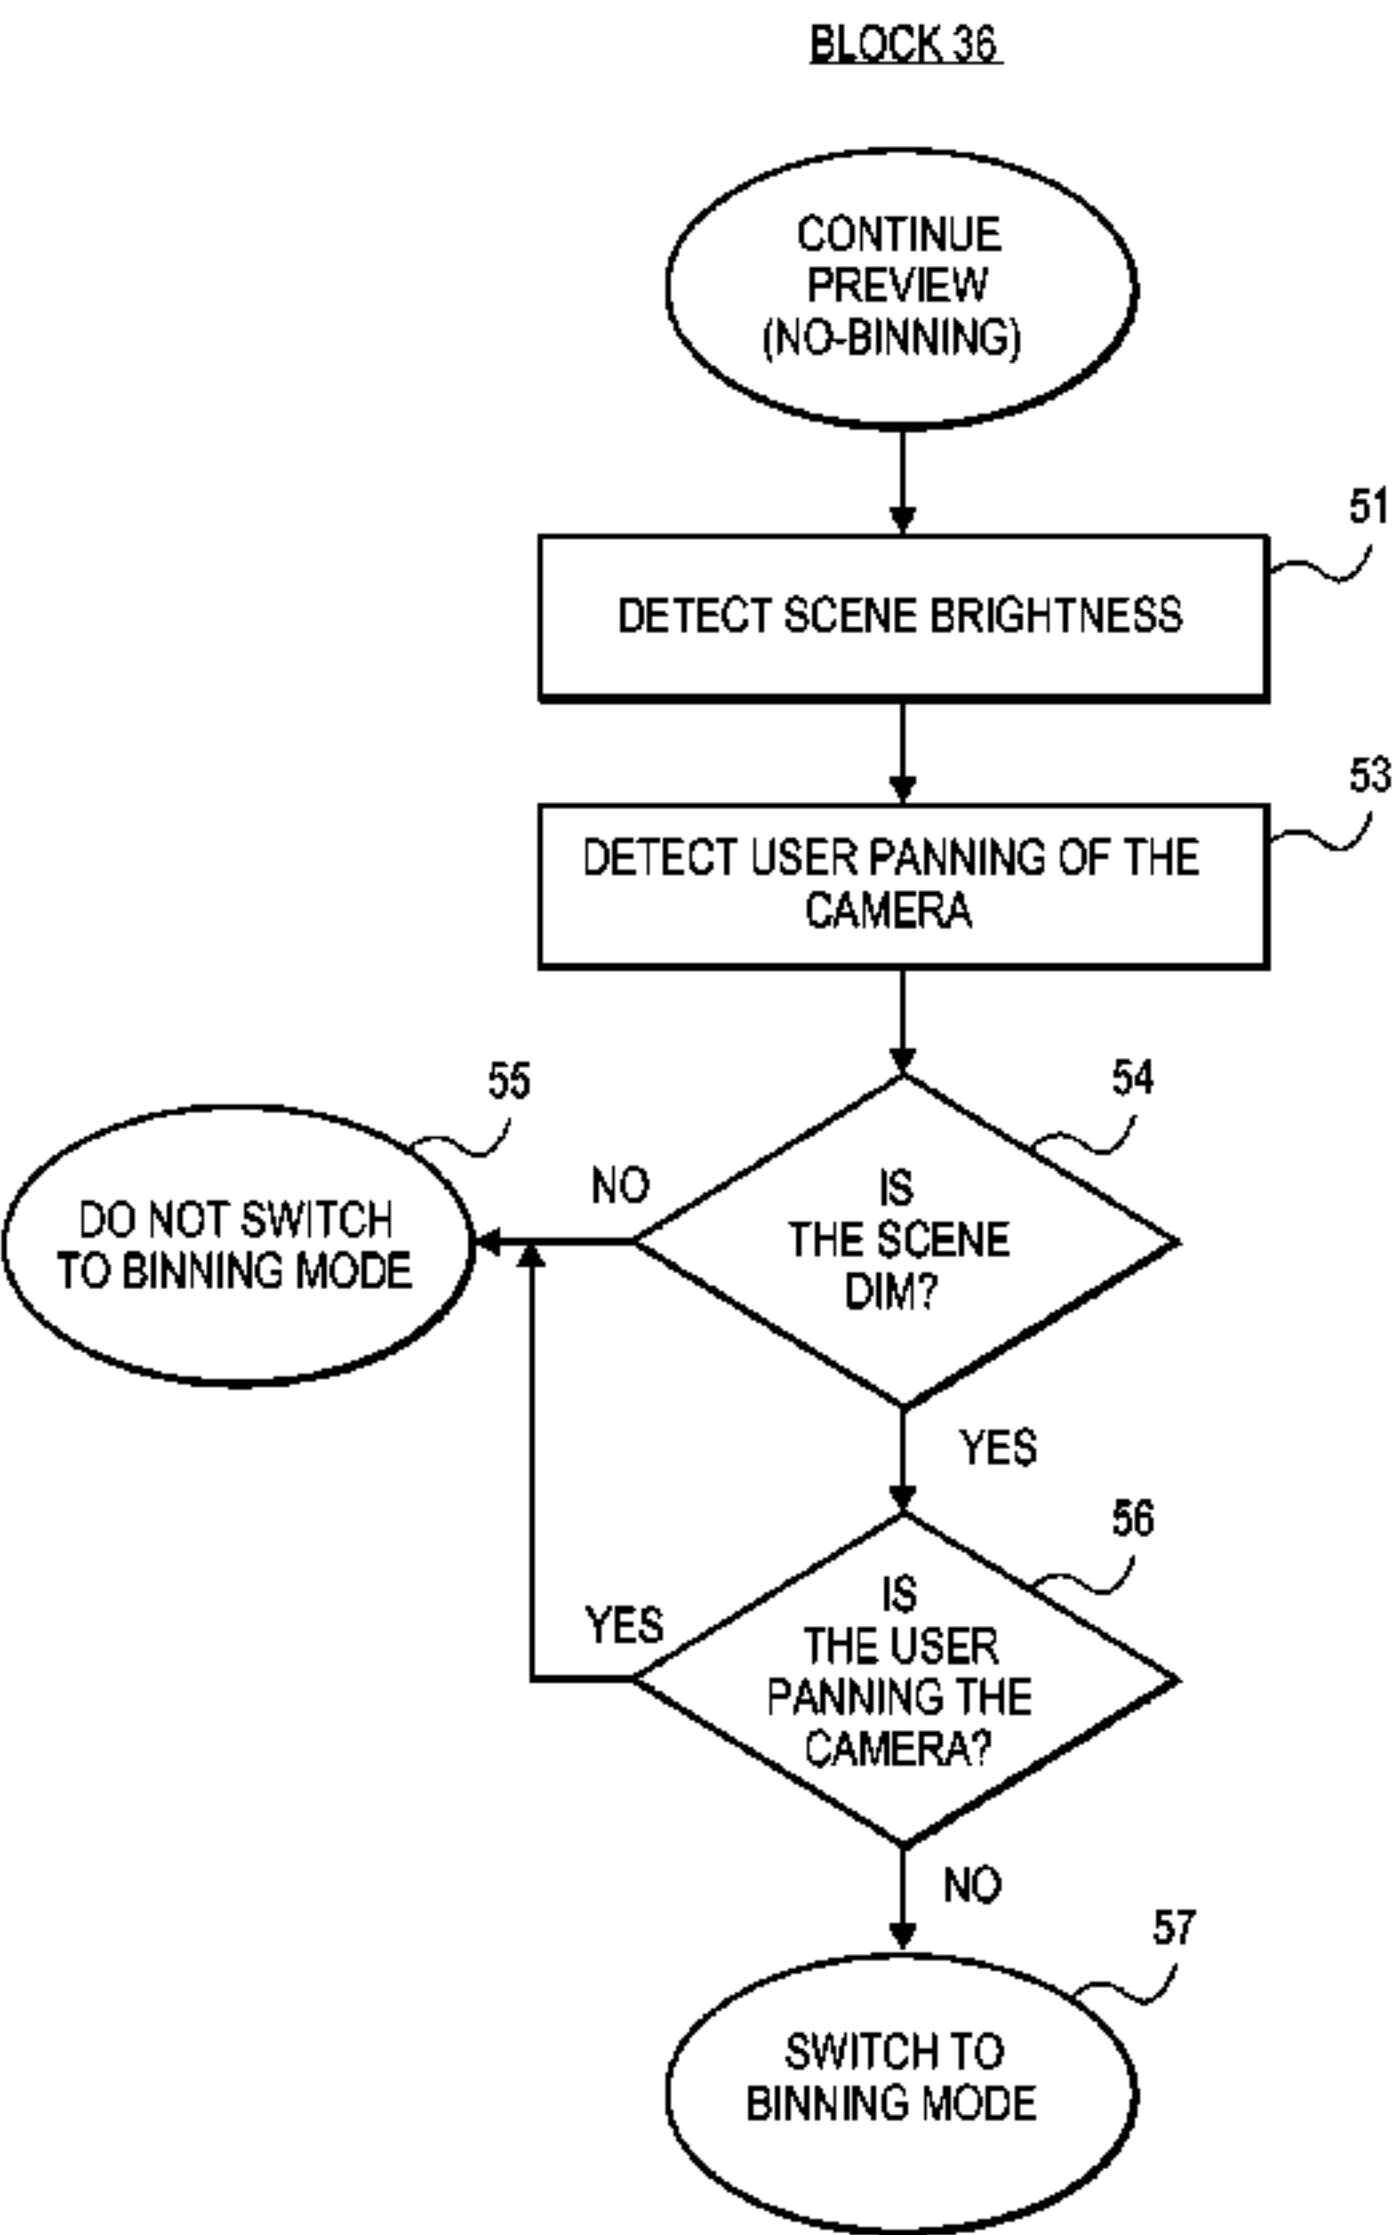 BLOCK 36
CONTINUE
PREVIEW
(NO-BINNING)
51
DETECT SCENE BRIGHTNESS
53
DETECT USER PANNING OF THE
CAMERA
54
IS
THE SCENE
DIM?
NO
55
DO NOT SWITCH
TO BINNING MODE
YES
56
IS
THE USER
PANNING THE
CAMERA?
YES
NO
57
SWITCH TO
BINNING MODE